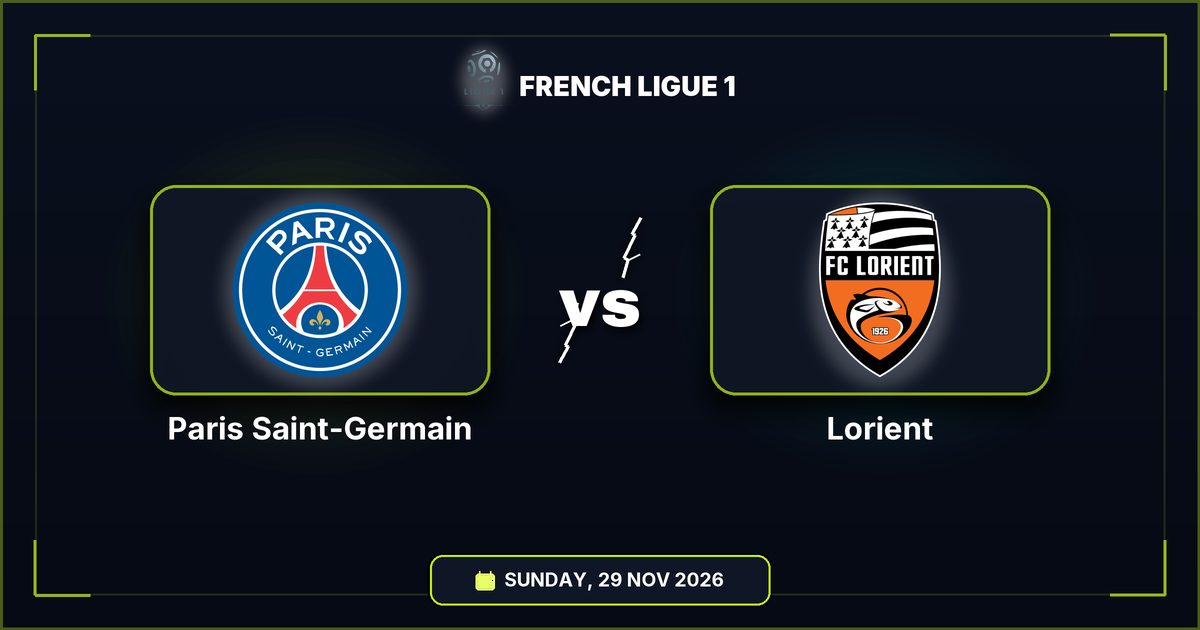 FRENCH LIGUE 1
PARIS
SAINT - GERMAIN
VS
FC LORIENT
1926
Paris Saint-Germain
Lorient
SUNDAY, 29 NOV 2026